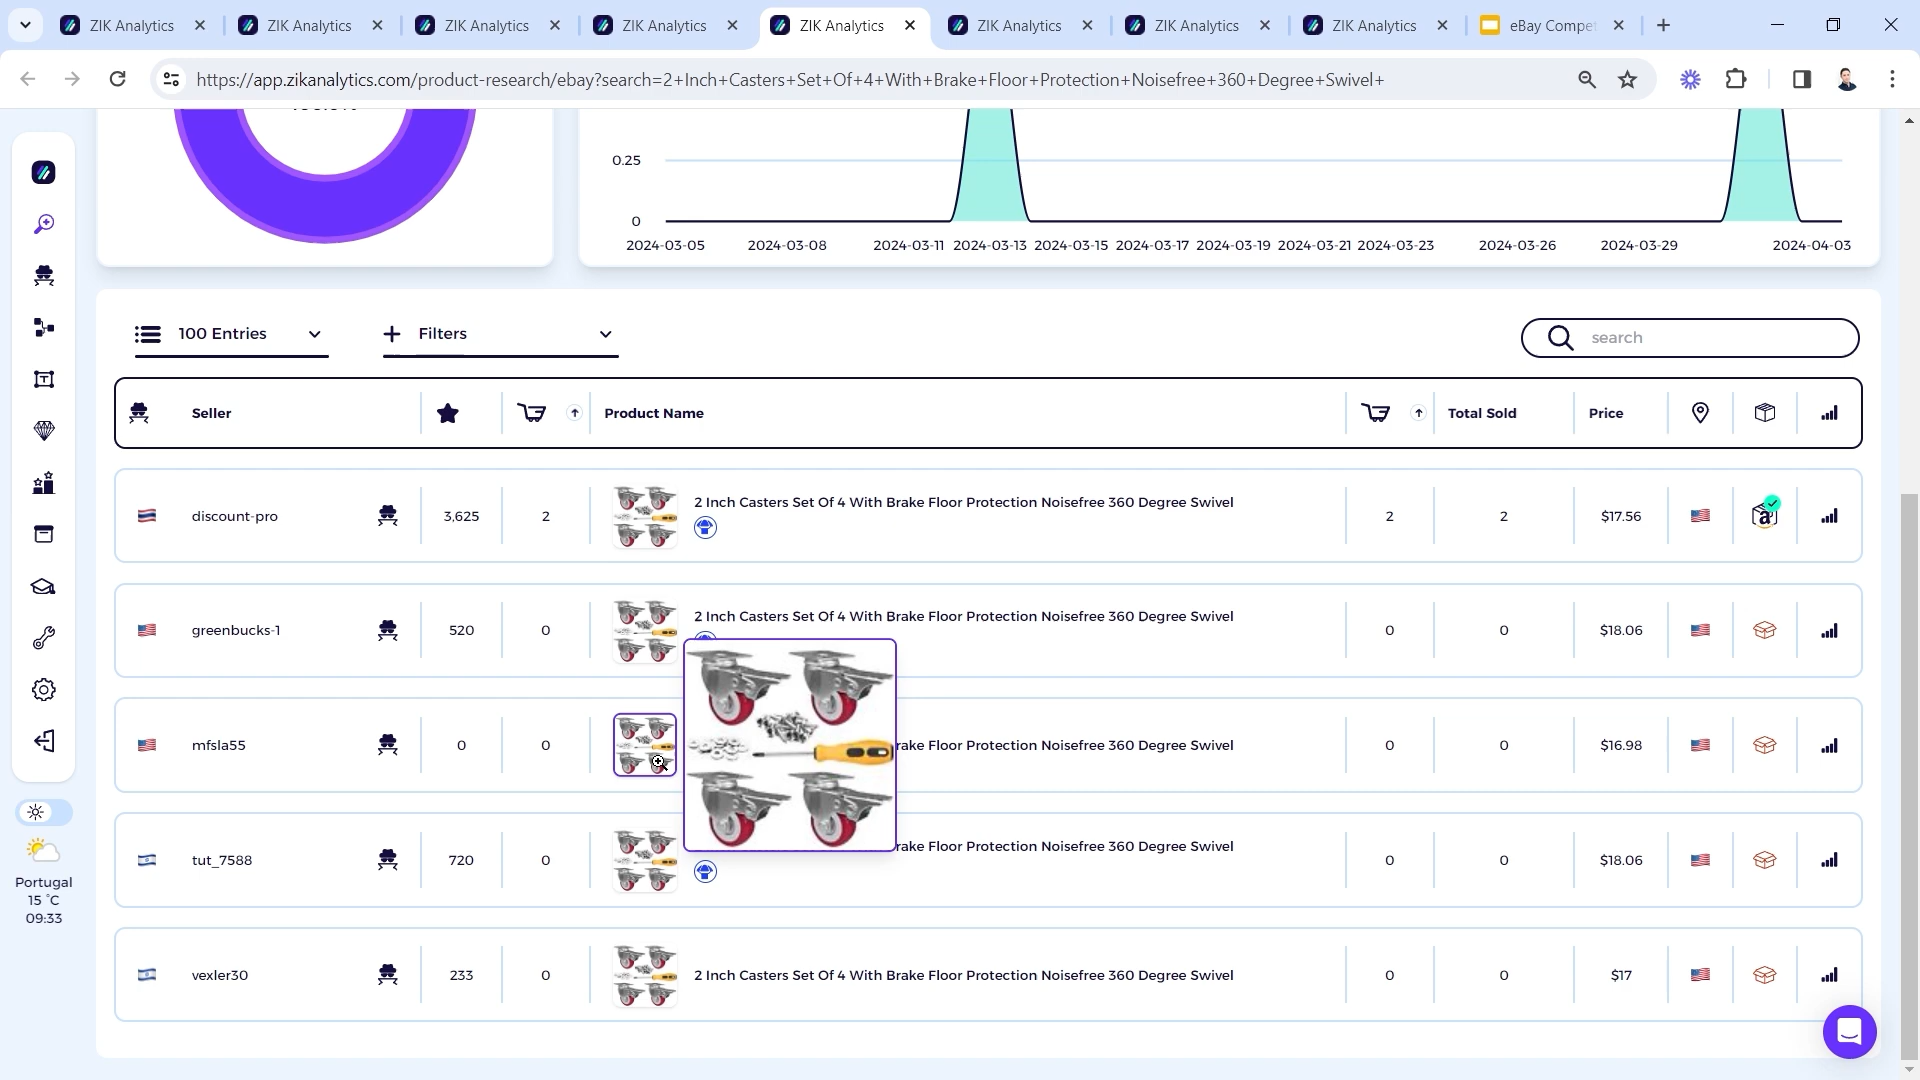 ZIK Analytics
ZIK Analytics
ZIK Analytics
ZIK Analytics
ZIK Analytics
ZIK Analytics
ZIK Analytics
ZIK Analytics
eBay Compet
https://app.zikanalytics.com/product-research/ebay?search=2+Inch+Casters+Set+Of+4+With+Brake+Floor+Protection+Noisefree+360+Degree+Swivel+
0.25
0
2024-03-05 2024-03-08 2024-03-11 2024-03-13 2024-03-15 2024-03-17 2024-03-19 2024-03-21 2024-03-23 2024-03-26 2024-03-29 2024-04-03
100 Entries
Filters
search
Seller Product Name Total Sold Price
discount-pro 3,625 2 2 Inch Casters Set Of 4 With Brake Floor Protection Noisefree 360 Degree Swivel 2 2 $17.56
greenbucks-1 520 0 2 Inch Casters Set Of 4 With Brake Floor Protection Noisefree 360 Degree Swivel 0 0 $18.06
mfsla55 0 0 rake Floor Protection Noisefree 360 Degree Swivel 0 0 $16.98
tut_7588 720 0 rake Floor Protection Noisefree 360 Degree Swivel 0 0 $18.06
vexler30 233 0 2 Inch Casters Set Of 4 With Brake Floor Protection Noisefree 360 Degree Swivel 0 0 $17
Portugal
15 °C
09:33